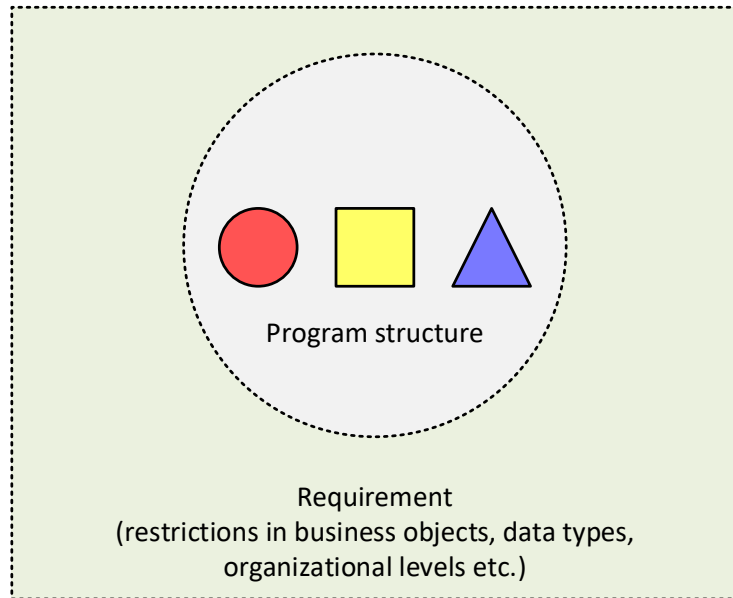 Program structure
Requirement
(restrictions in business objects, data types,
organizational levels etc.)